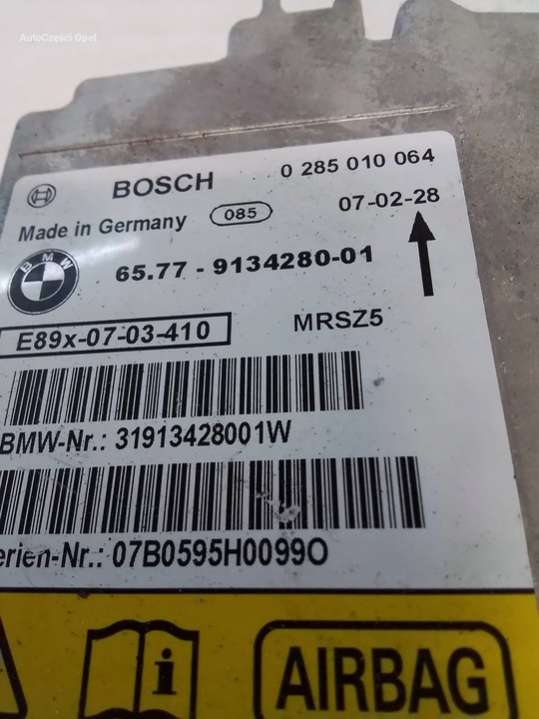 AutoCzęści Opel
BOSCH 0 285 010 064
Made in Germany 085 07-02-28
BMW 65.77 - 9134280-01
E89x-07-03-410 MRSZ5
BMW-Nr.: 31913428001W
erien-Nr.: 07B0595H0099O
i AIRBAG